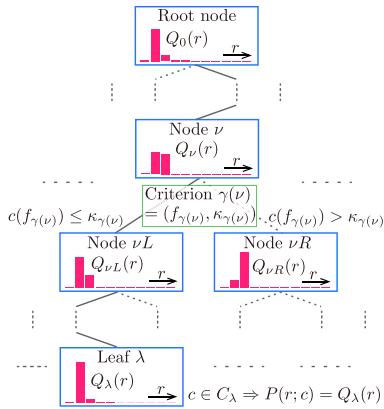 Root node
Q₀(r)
r
Node ν
Q_ν(r)
r
Criterion γ(ν)
= (f_γ(ν), κ_γ(ν))
c(f_γ(ν)) ≤ κ_γ(ν)
c(f_γ(ν)) > κ_γ(ν)
Node νL
Q_νL(r)
r
Node νR
Q_νR(r)
r
Leaf λ
Q_λ(r)
r
c ∈ C_λ ⇒ P(r; c) = Q_λ(r)